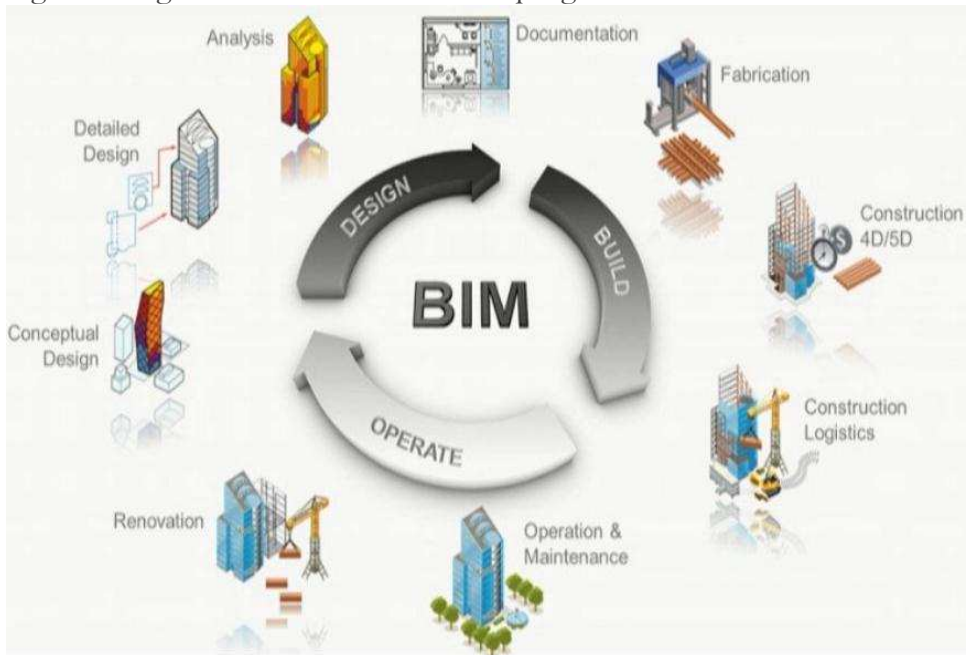 Analysis
Documentation
Fabrication
Detailed
Design
DESIGN
BUILD
Construction
4D/5D
BIM
Conceptual
Design
Construction
Logistics
OPERATE
Renovation
Operation &
Maintenance